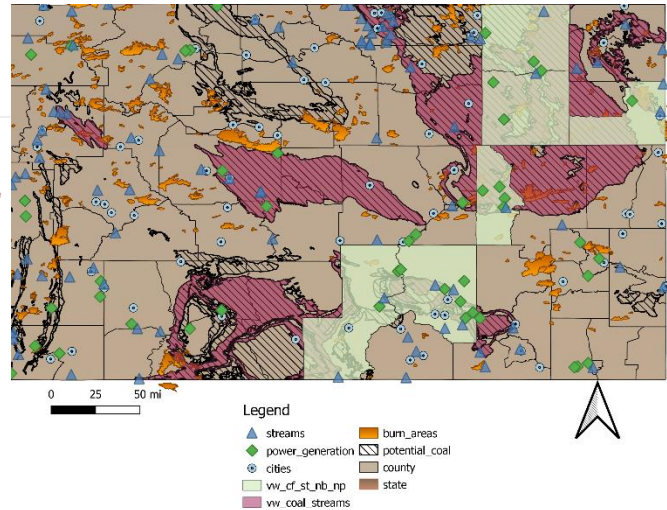 0 25 50 mi
Legend
streams
power_generation
cities
vw_cf_st_nb_np
vw_coal_streams
burn_areas
potential_coal
county
state